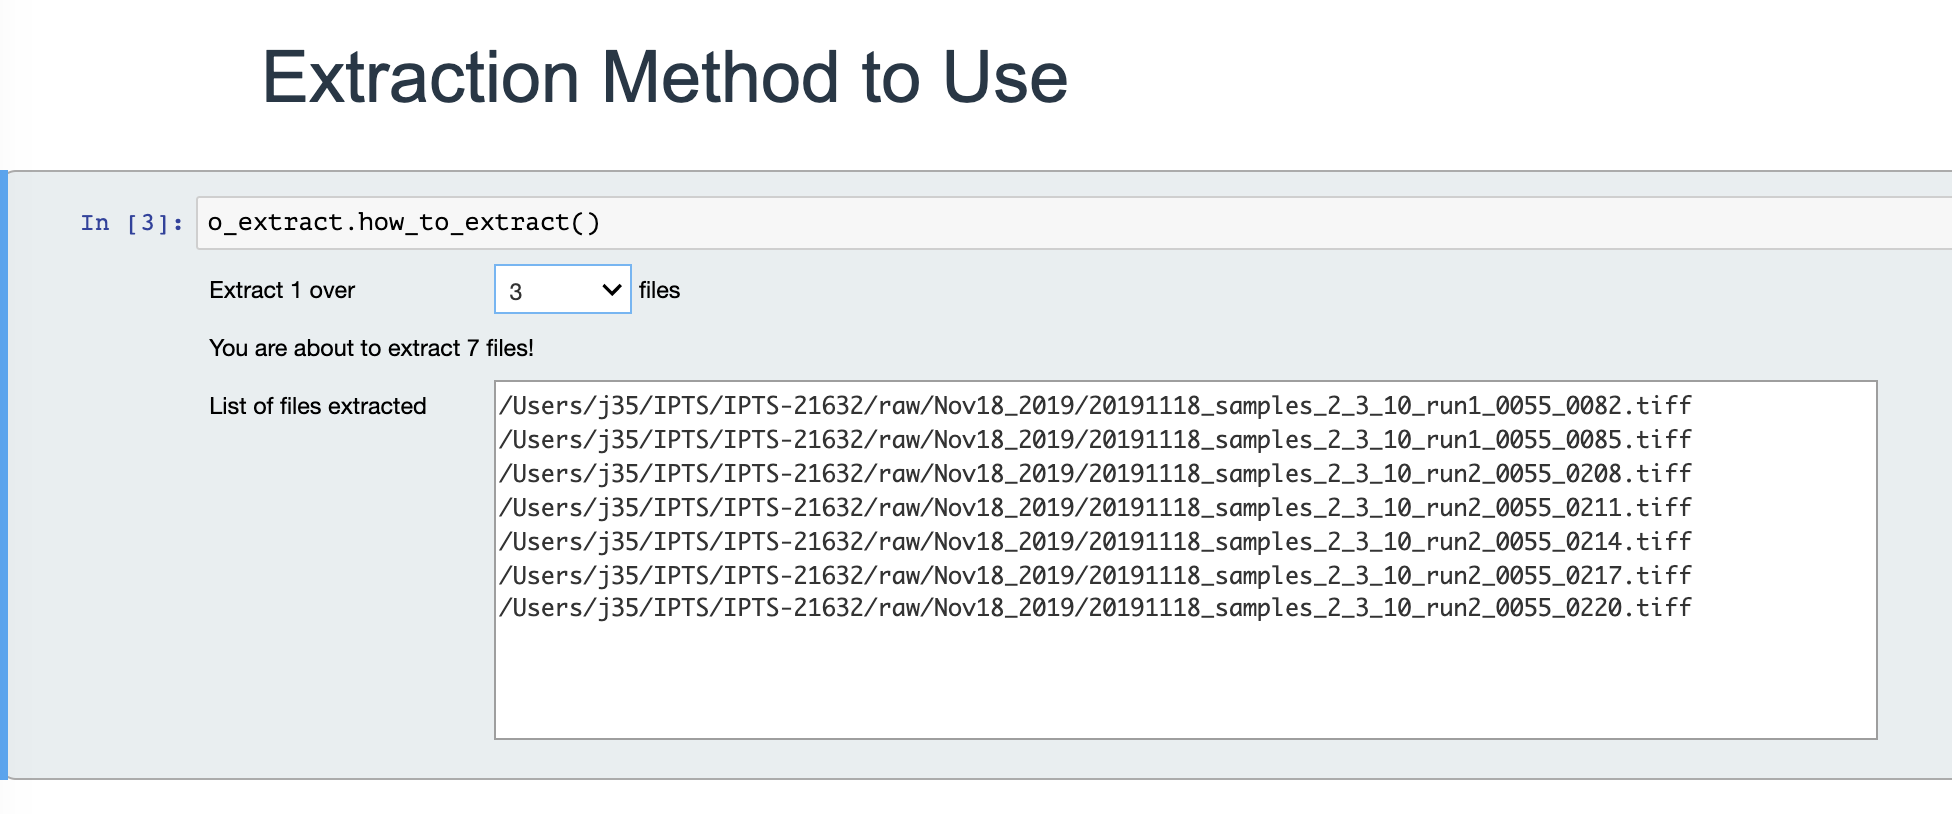 Extraction Method to Use
In [3]: o_extract.how_to_extract()
Extract 1 over 3 files
You are about to extract 7 files!
List of files extracted
/Users/j35/IPTS/IPTS-21632/raw/Nov18_2019/20191118_samples_2_3_10_run1_0055_0082.tiff
/Users/j35/IPTS/IPTS-21632/raw/Nov18_2019/20191118_samples_2_3_10_run1_0055_0085.tiff
/Users/j35/IPTS/IPTS-21632/raw/Nov18_2019/20191118_samples_2_3_10_run2_0055_0208.tiff
/Users/j35/IPTS/IPTS-21632/raw/Nov18_2019/20191118_samples_2_3_10_run2_0055_0211.tiff
/Users/j35/IPTS/IPTS-21632/raw/Nov18_2019/20191118_samples_2_3_10_run2_0055_0214.tiff
/Users/j35/IPTS/IPTS-21632/raw/Nov18_2019/20191118_samples_2_3_10_run2_0055_0217.tiff
/Users/j35/IPTS/IPTS-21632/raw/Nov18_2019/20191118_samples_2_3_10_run2_0055_0220.tiff